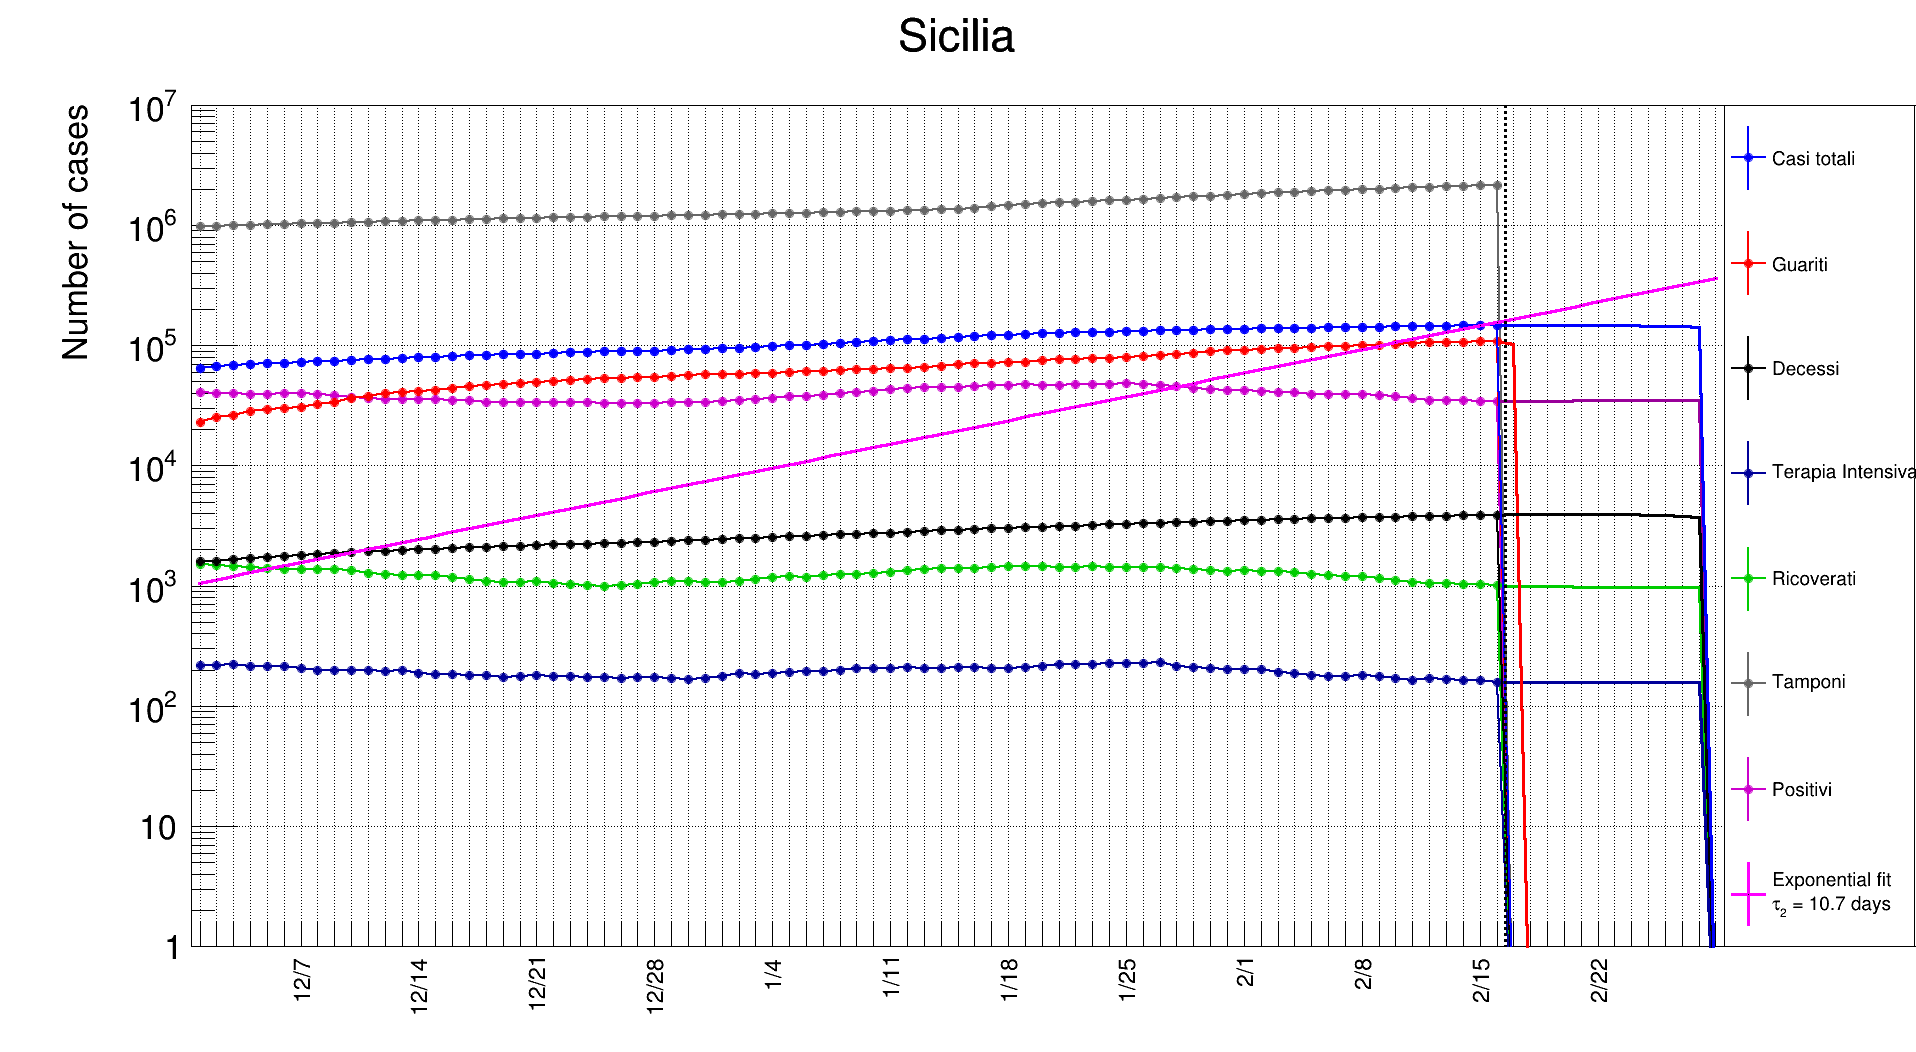 Sicilia
Number of cases
10^7
10^6
10^5
10^4
10^3
10^2
10
1
12/7
12/14
12/21
12/28
1/4
1/11
1/18
1/25
2/1
2/8
2/15
2/22
Casi totali
Guariti
Decessi
Terapia Intensiva
Ricoverati
Tamponi
Positivi
Exponential fit
τ₂ = 10.7 days